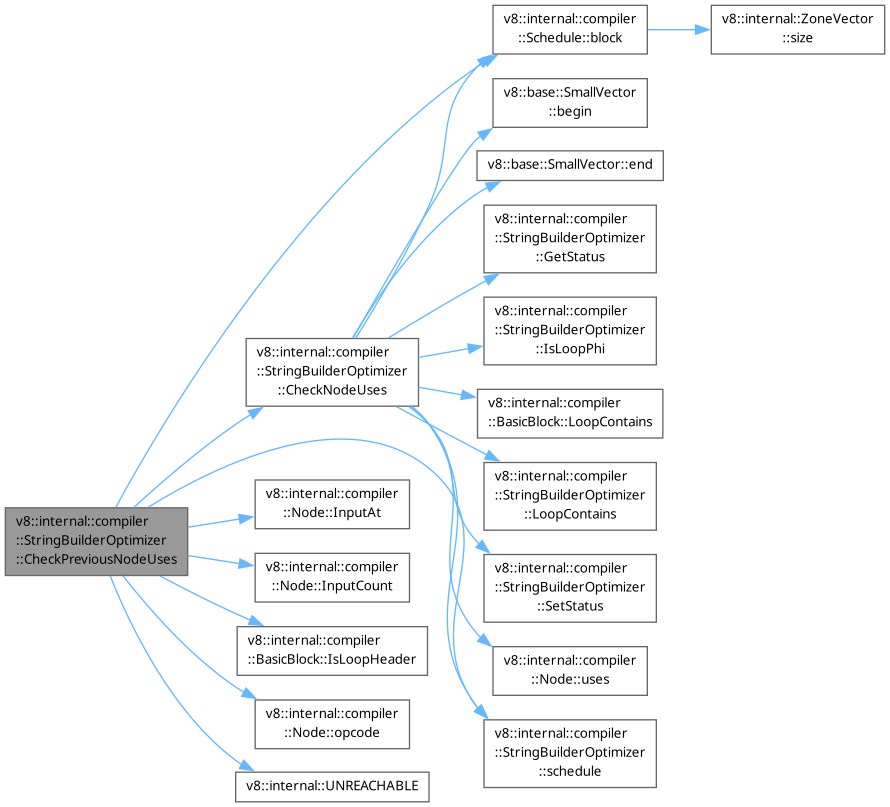 v8::internal::compiler
::StringBuilderOptimizer
::CheckPreviousNodeUses
v8::internal::compiler
::StringBuilderOptimizer
::CheckNodeUses
v8::internal::compiler
::Node::InputAt
v8::internal::compiler
::Node::InputCount
v8::internal::compiler
::BasicBlock::IsLoopHeader
v8::internal::compiler
::Node::opcode
v8::internal::UNREACHABLE
v8::internal::compiler
::Schedule::block
v8::base::SmallVector
::begin
v8::base::SmallVector::end
v8::internal::compiler
::StringBuilderOptimizer
::GetStatus
v8::internal::compiler
::StringBuilderOptimizer
::IsLoopPhi
v8::internal::compiler
::BasicBlock::LoopContains
v8::internal::compiler
::StringBuilderOptimizer
::LoopContains
v8::internal::compiler
::StringBuilderOptimizer
::SetStatus
v8::internal::compiler
::Node::uses
v8::internal::compiler
::StringBuilderOptimizer
::schedule
v8::internal::ZoneVector
::size